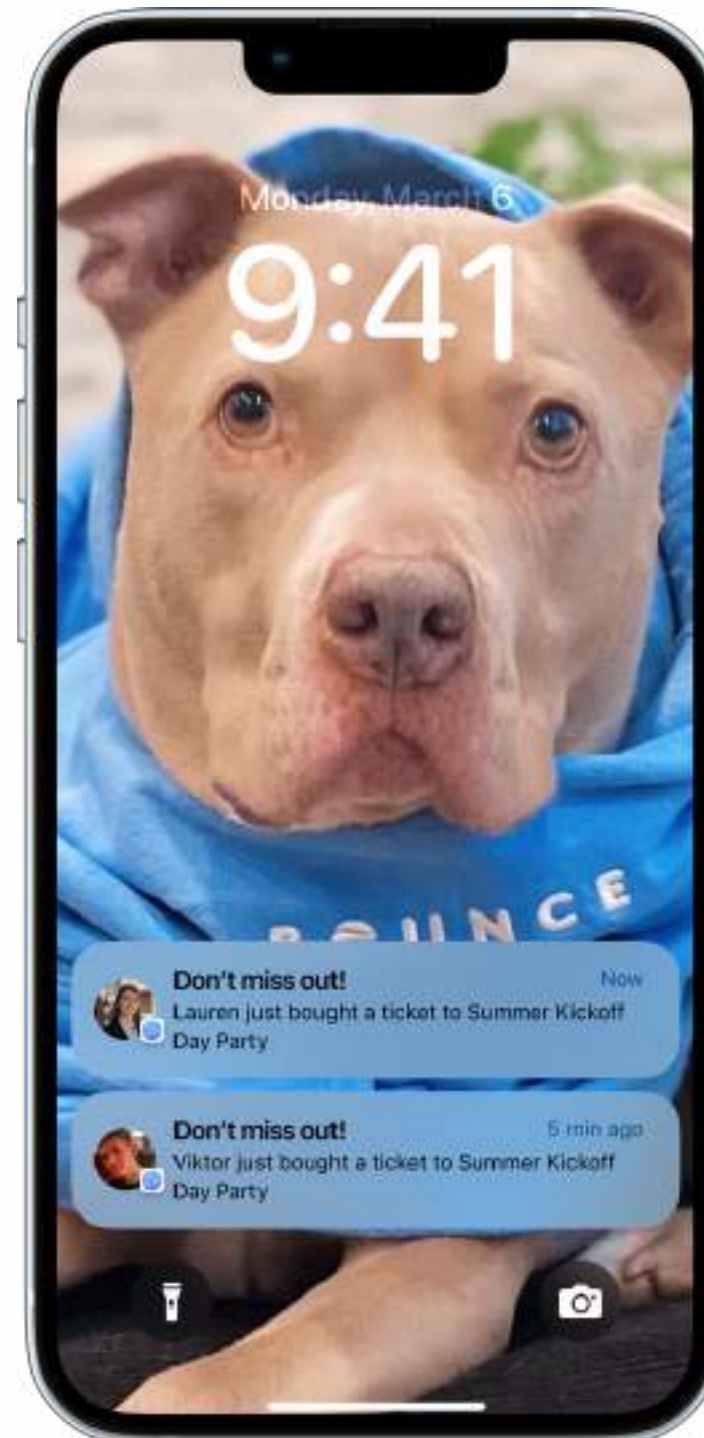 Monday, March 6
9:41
BOUNCE
Don't miss out!
Now
Lauren just bought a ticket to Summer Kickoff
Day Party
Don't miss out!
5 min ago
Viktor just bought a ticket to Summer Kickoff
Day Party